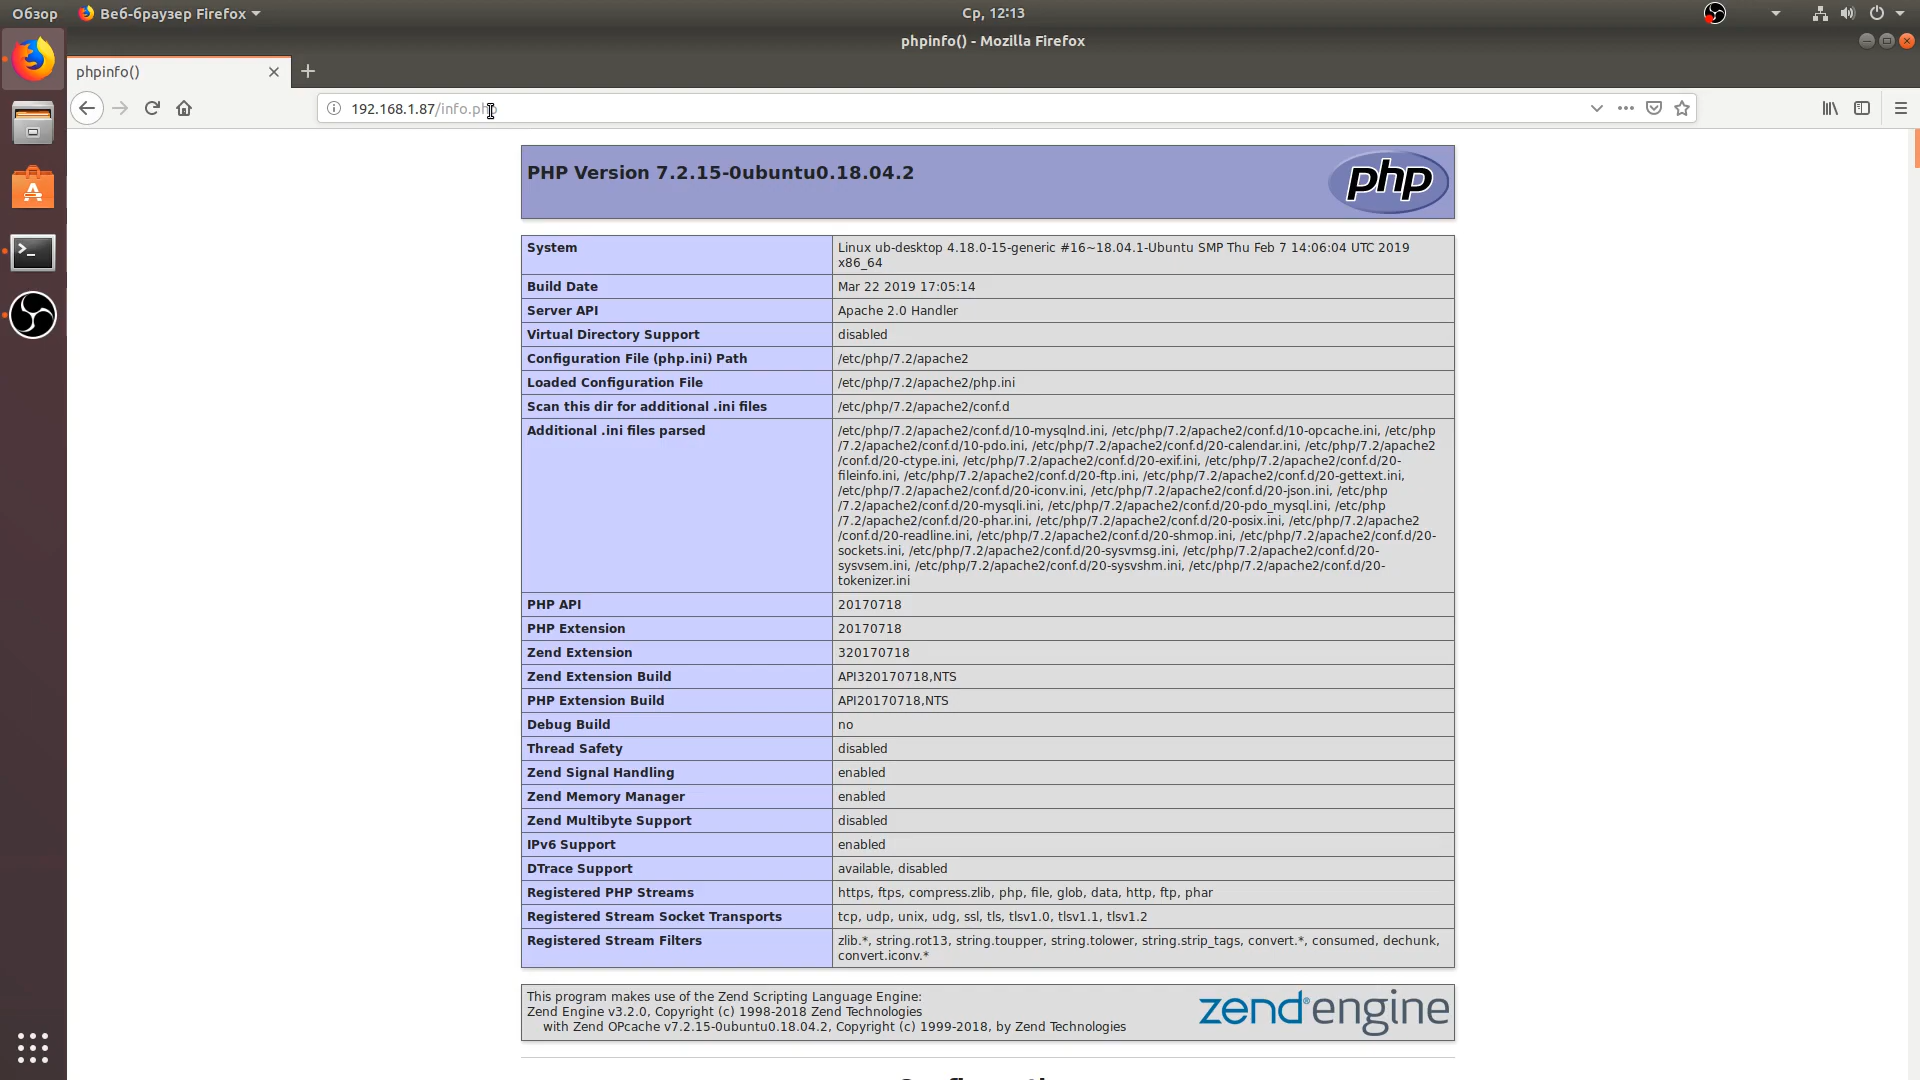 Обзор
Веб-браузер Firefox
Ср, 12:13
phpinfo() - Mozilla Firefox
phpinfo()
192.168.1.87/info.php
PHP Version 7.2.15-0ubuntu0.18.04.2
php
System
Linux ub-desktop 4.18.0-15-generic #16~18.04.1-Ubuntu SMP Thu Feb 7 14:06:04 UTC 2019
x86_64
Build Date
Mar 22 2019 17:05:14
Server API
Apache 2.0 Handler
Virtual Directory Support
disabled
Configuration File (php.ini) Path
/etc/php/7.2/apache2
Loaded Configuration File
/etc/php/7.2/apache2/php.ini
Scan this dir for additional .ini files
/etc/php/7.2/apache2/conf.d
Additional .ini files parsed
/etc/php/7.2/apache2/conf.d/10-mysqlnd.ini, /etc/php/7.2/apache2/conf.d/10-opcache.ini, /etc/php
/7.2/apache2/conf.d/10-pdo.ini, /etc/php/7.2/apache2/conf.d/20-calendar.ini, /etc/php/7.2/apache2
/conf.d/20-ctype.ini, /etc/php/7.2/apache2/conf.d/20-exif.ini, /etc/php/7.2/apache2/conf.d/20-
fileinfo.ini, /etc/php/7.2/apache2/conf.d/20-ftp.ini, /etc/php/7.2/apache2/conf.d/20-gettext.ini,
/etc/php/7.2/apache2/conf.d/20-iconv.ini, /etc/php/7.2/apache2/conf.d/20-json.ini, /etc/php
/7.2/apache2/conf.d/20-mysqli.ini, /etc/php/7.2/apache2/conf.d/20-pdo_mysql.ini, /etc/php
/7.2/apache2/conf.d/20-phar.ini, /etc/php/7.2/apache2/conf.d/20-posix.ini, /etc/php/7.2/apache2
/conf.d/20-readline.ini, /etc/php/7.2/apache2/conf.d/20-shmop.ini, /etc/php/7.2/apache2/conf.d/20-
sockets.ini, /etc/php/7.2/apache2/conf.d/20-sysvmsg.ini, /etc/php/7.2/apache2/conf.d/20-
sysvsem.ini, /etc/php/7.2/apache2/conf.d/20-sysvshm.ini, /etc/php/7.2/apache2/conf.d/20-
tokenizer.ini
PHP API
20170718
PHP Extension
20170718
Zend Extension
320170718
Zend Extension Build
API320170718,NTS
PHP Extension Build
API20170718,NTS
Debug Build
no
Thread Safety
disabled
Zend Signal Handling
enabled
Zend Memory Manager
enabled
Zend Multibyte Support
disabled
IPv6 Support
enabled
DTrace Support
available, disabled
Registered PHP Streams
https, ftps, compress.zlib, php, file, glob, data, http, ftp, phar
Registered Stream Socket Transports
tcp, udp, unix, udg, ssl, tls, tlsv1.0, tlsv1.1, tlsv1.2
Registered Stream Filters
zlib.*, string.rot13, string.toupper, string.tolower, string.strip_tags, convert.*, consumed, dechunk,
convert.iconv.*
This program makes use of the Zend Scripting Language Engine:
Zend Engine v3.2.0, Copyright (c) 1998-2018 Zend Technologies
with Zend OPcache v7.2.15-0ubuntu0.18.04.2, Copyright (c) 1999-2018, by Zend Technologies
zend® engine